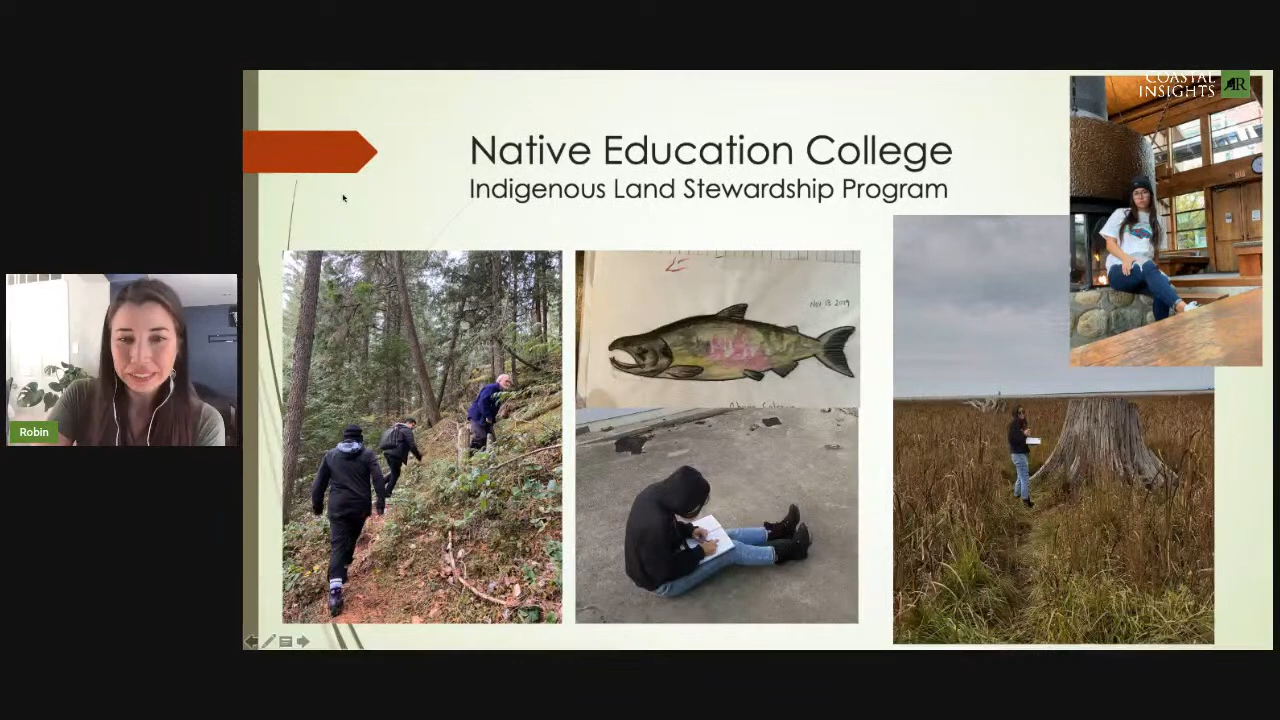 COASTAL
INSIGHTS
Native Education College
Indigenous Land Stewardship Program
Nov 13 2019
Robin